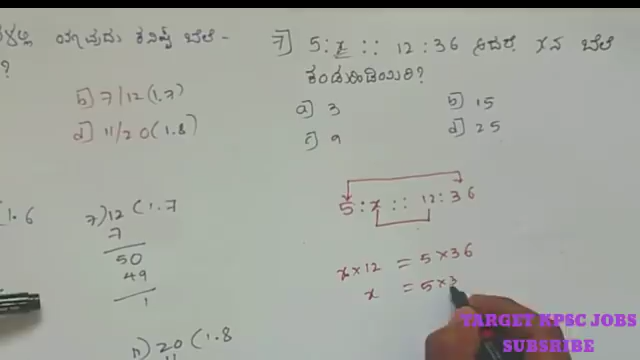 ಯಾವುದು ಕನಿಷ್ಠ ಬೆಲೆ -
?
b] 7/12 (1.7)
d] 11/20 (1.8)
1.6
7) 12 (1.7
7
50
49
1
11) 20 (1.8
7] 5 : x :: 12 : 36 ಆದರೆ xನ ಬೆಲೆ
ಕಂಡುಹಿಡಿಯಿರಿ?
a] 3
b] 15
c] 9
d] 25
5 : x :: 12 : 36
x × 12 = 5 × 36
x = 5 × 3
TARGET KPSC JOBS
SUBSRIBE